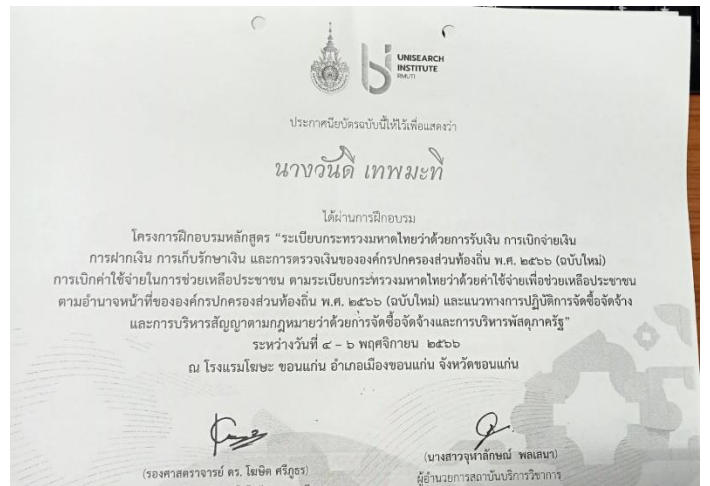 UNISEARCH
INSTITUTE
RMUTI
ประกาศนียบัตรฉบับนี้ให้ไว้เพื่อแสดงว่า
นางวันดี เทพมะที
ได้ผ่านการฝึกอบรม
โครงการฝึกอบรมหลักสูตร “ระเบียบกระทรวงมหาดไทยว่าด้วยการรับเงิน การเบิกจ่ายเงิน
การฝากเงิน การเก็บรักษาเงิน และการตรวจเงินขององค์กรปกครองส่วนท้องถิ่น พ.ศ. ๒๕๖๖ (ฉบับใหม่)
การเบิกค่าใช้จ่ายในการช่วยเหลือประชาชน ตามระเบียบกระทรวงมหาดไทยว่าด้วยค่าใช้จ่ายเพื่อช่วยเหลือประชาชน
ตามอำนาจหน้าที่ขององค์กรปกครองส่วนท้องถิ่น พ.ศ. ๒๕๖๖ (ฉบับใหม่) และแนวทางการปฏิบัติการจัดซื้อจัดจ้าง
และการบริหารสัญญาตามกฎหมายว่าด้วยการจัดซื้อจัดจ้างและการบริหารพัสดุภาครัฐ”
ระหว่างวันที่ ๔ – ๖ พฤศจิกายน ๒๕๖๖
ณ โรงแรมโฆษะ ขอนแก่น อำเภอเมืองขอนแก่น จังหวัดขอนแก่น
(รองศาสตราจารย์ ดร. โฆษิต ศรีภูธร)
(นางสาวจุฬาลักษณ์ พลเสนา)
ผู้อำนวยการสถาบันบริการวิชาการ